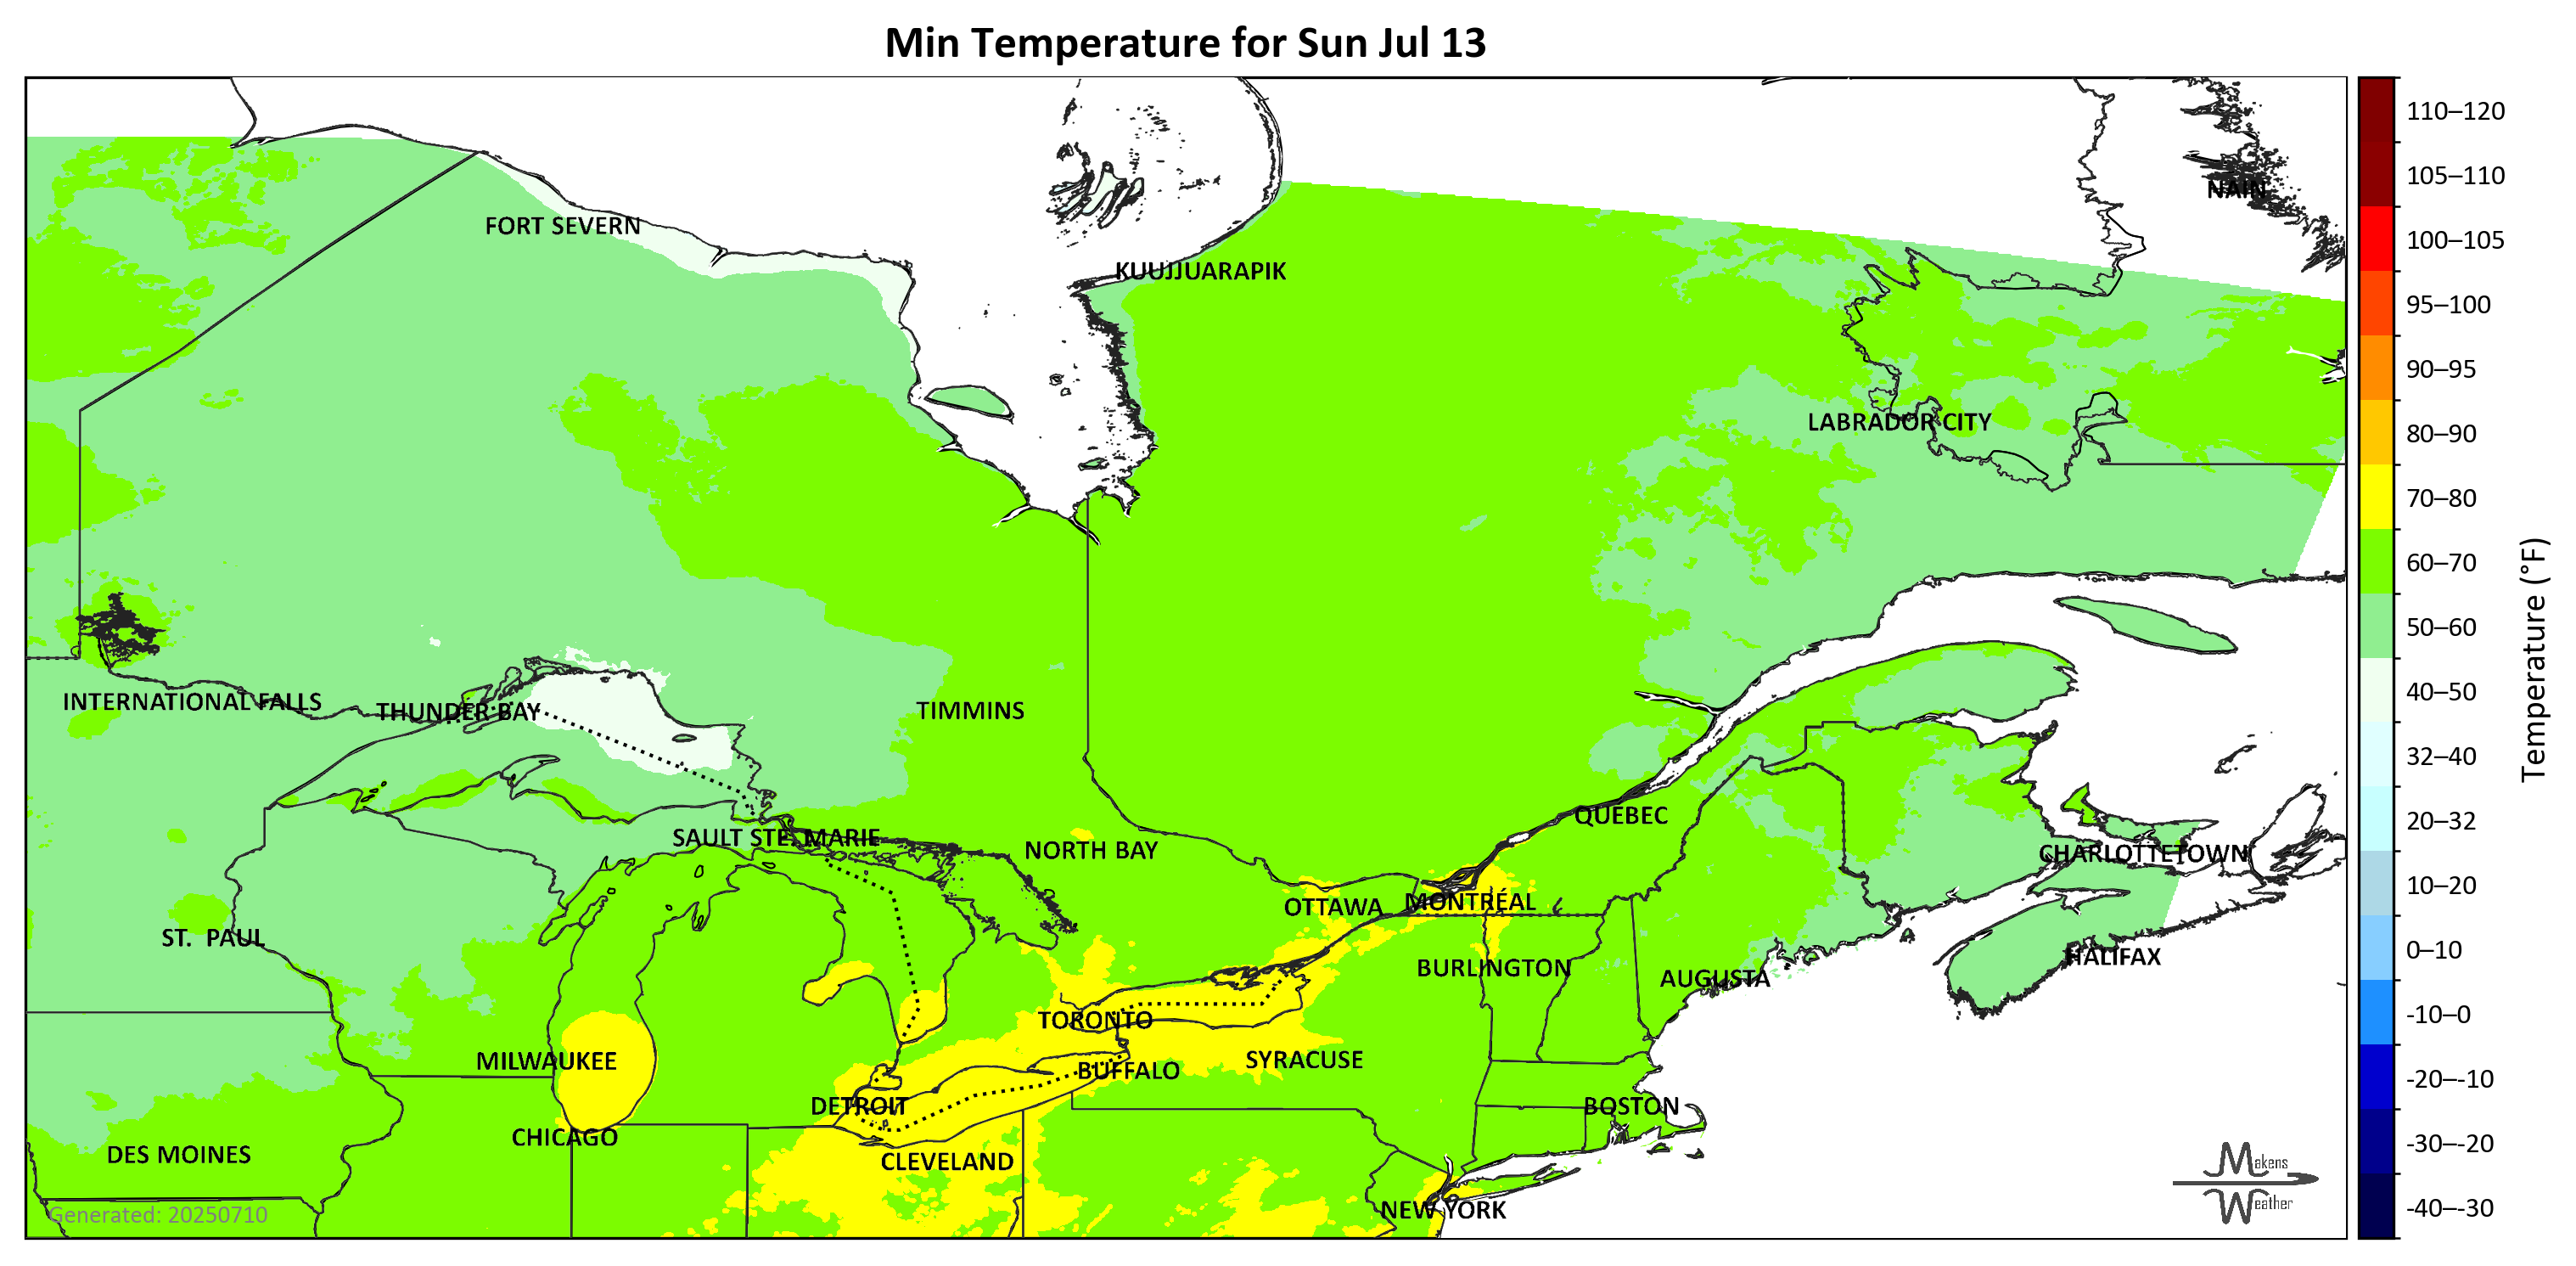 Min Temperature for Sun Jul 13
110–120
105–110
NAIN
FORT SEVERN
100–105
KUUJJUARAPIK
95–100
90–95
LABRADOR CITY
80–90
70–80
60–70
50–60
Temperature (°F)
40–50
INTERNATIONAL FALLS
THUNDER BAY
TIMMINS
32–40
QUÉBEC
20–32
SAULT STE. MARIE
NORTH BAY
CHARLOTTETOWN
10–20
OTTAWA
MONTRÉAL
ST.  PAUL
0–10
HALIFAX
BURLINGTON
AUGUSTA
-10–0
TORONTO
MILWAUKEE
SYRACUSE
BUFFALO
-20–-10
DETROIT
BOSTON
CHICAGO
-30–-20
DES MOINES
CLEVELAND
Makens
Weather
NEW YORK
-40–-30
Generated: 20250710